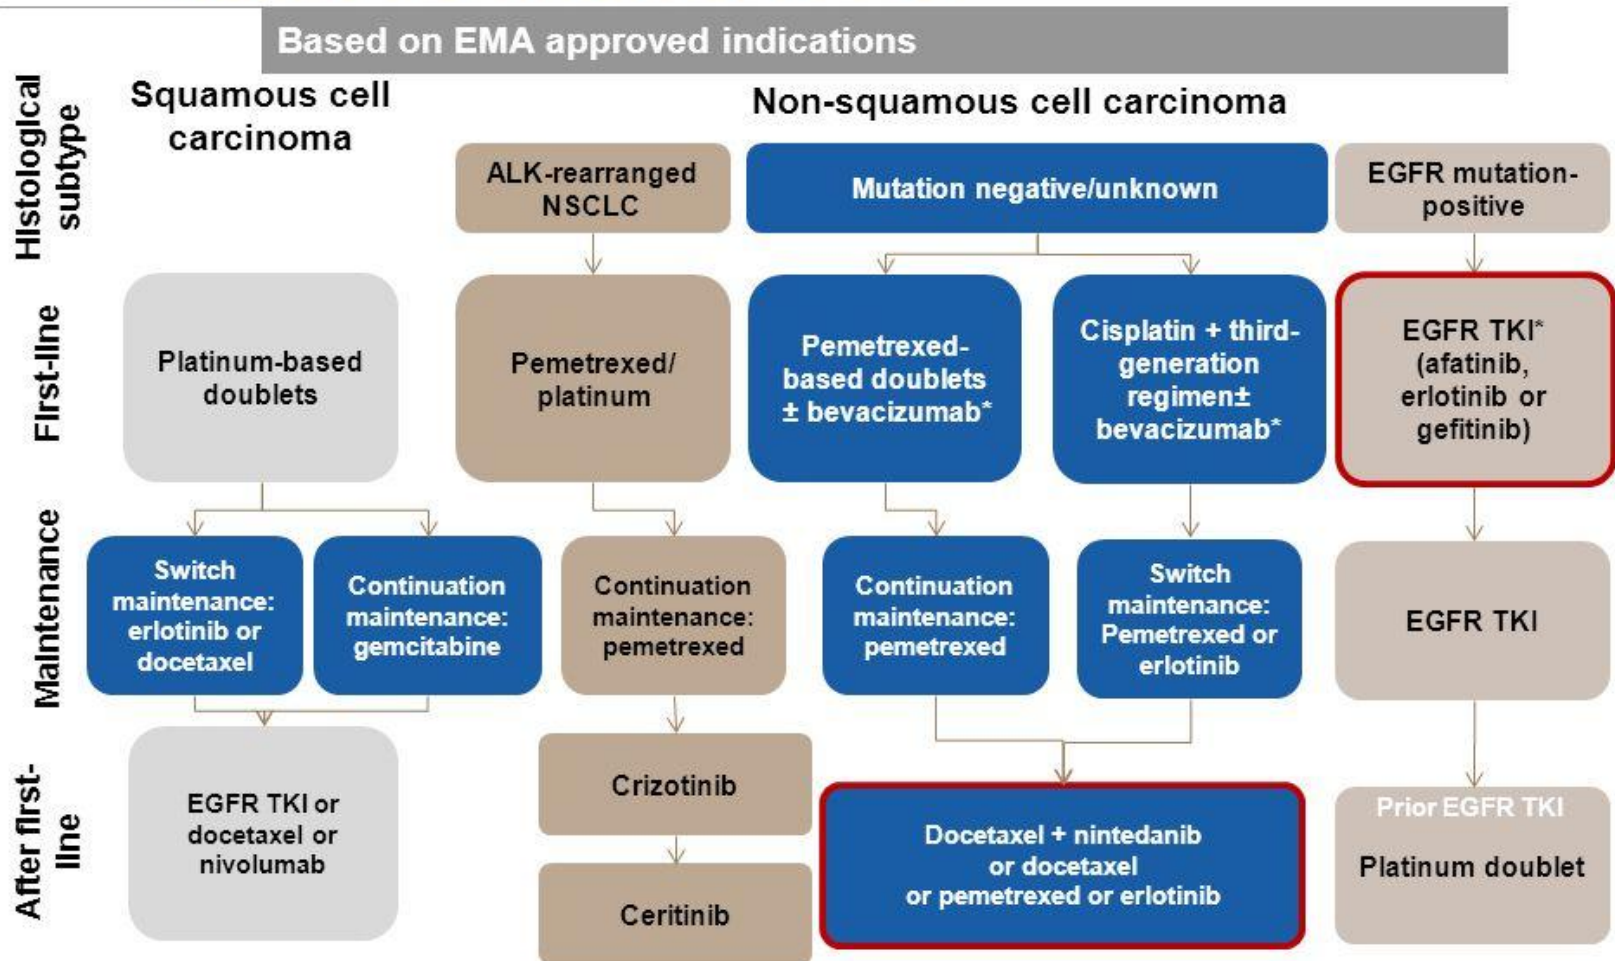 Based on EMA approved indications
Histological
subtype
Squamous cell
carcinoma
Non-squamous cell carcinoma
ALK-rearranged
NSCLC
Mutation negative/unknown
EGFR mutation-
positive
First-line
Platinum-based
doublets
Pemetrexed/
platinum
Pemetrexed-
based doublets
± bevacizumab*
Cisplatin + third-
generation
regimen±
bevacizumab*
EGFR TKI*
(afatinib,
erlotinib or
gefitinib)
Maintenance
Switch
maintenance:
erlotinib or
docetaxel
Continuation
maintenance:
gemcitabine
Continuation
maintenance:
pemetrexed
Continuation
maintenance:
pemetrexed
Switch
maintenance:
Pemetrexed or
erlotinib
EGFR TKI
After first-
line
EGFR TKI or
docetaxel or
nivolumab
Crizotinib
Ceritinib
Docetaxel + nintedanib
or docetaxel
or pemetrexed or erlotinib
Prior EGFR TKI
Platinum doublet